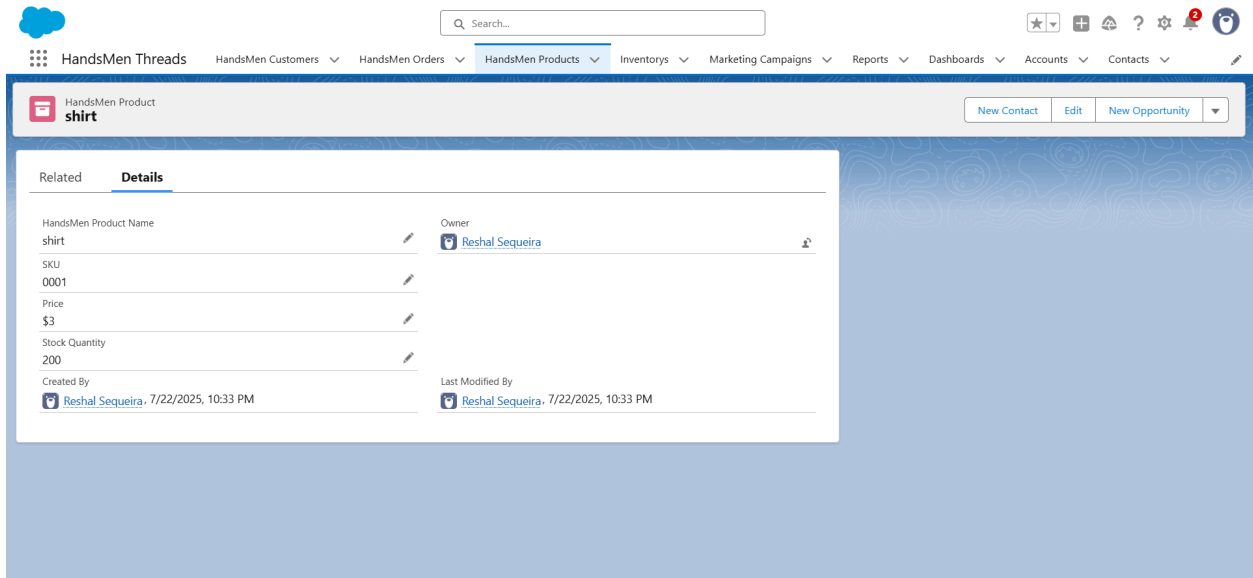 Search...
2
HandsMen Threads HandsMen Customers HandsMen Orders HandsMen Products Inventorys Marketing Campaigns Reports Dashboards Accounts Contacts
HandsMen Product
shirt
New Contact Edit New Opportunity
Related Details
HandsMen Product Name
shirt
Owner
Reshal Sequeira
SKU
0001
Price
$3
Stock Quantity
200
Created By
Reshal Sequeira, 7/22/2025, 10:33 PM
Last Modified By
Reshal Sequeira, 7/22/2025, 10:33 PM